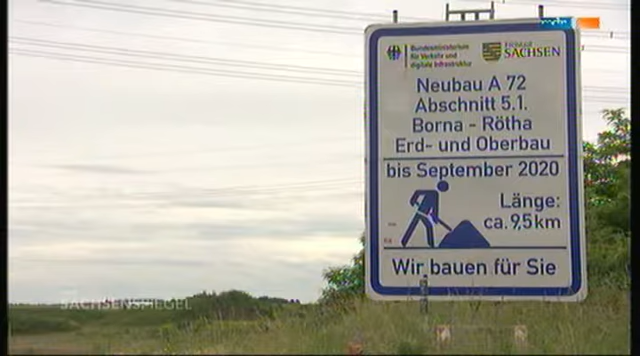 mdr
Bundesministerium
für Verkehr und
digitale Infrastruktur
Freistaat
SACHSEN
Neubau A 72
Abschnitt 5.1.
Borna - Rötha
Erd- und Oberbau
bis September 2020
Länge:
ca. 9,5 km
Wir bauen für Sie
SACHSENSPIEGEL